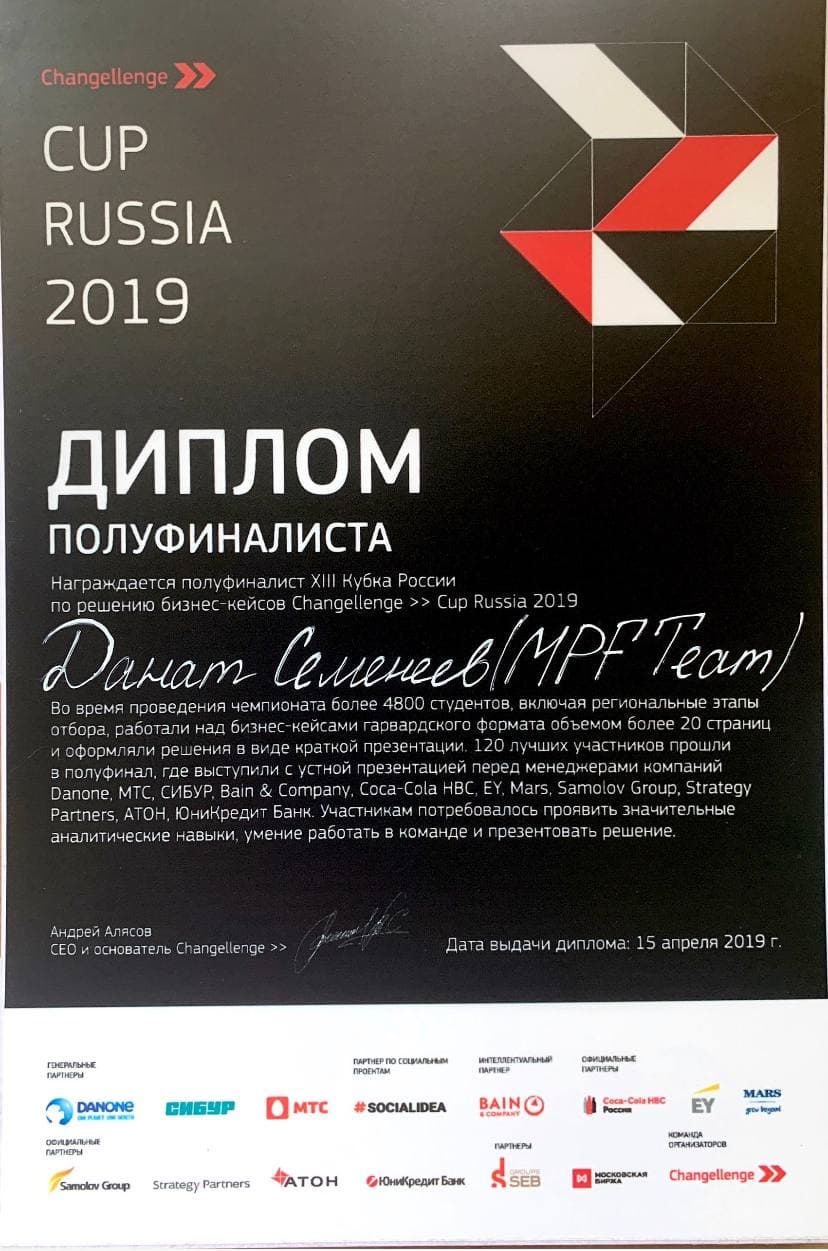 Changellenge >>
CUP
RUSSIA
2019
ДИПЛОМ
ПОЛУФИНАЛИСТА
Награждается полуфиналист XIII Кубка России
по решению бизнес-кейсов Changellenge >> Cup Russia 2019
Данат Семенеев (MPF Team)
Во время проведения чемпионата более 4800 студентов, включая региональные этапы
отбора, работали над бизнес-кейсами гарвардского формата объемом более 20 страниц
и оформляли решения в виде краткой презентации. 120 лучших участников прошли
в полуфинал, где выступили с устной презентацией перед менеджерами компаний
Danone, МТС, СИБУР, Bain & Company, Coca-Cola HBC, EY, Mars, Samolov Group, Strategy
Partners, АТОН, ЮниКредит Банк. Участникам потребовалось проявить значительные
аналитические навыки, умение работать в команде и презентовать решение.
Андрей Алясов
CEO и основатель Changellenge >>
Дата выдачи диплома: 15 апреля 2019 г.
ГЕНЕРАЛЬНЫЕ
ПАРТНЕРЫ
ПАРТНЕР ПО СОЦИАЛЬНЫМ
ПРОЕКТАМ
ИНТЕЛЛЕКТУАЛЬНЫЙ
ПАРТНЕР
ОФИЦИАЛЬНЫЕ
ПАРТНЕРЫ
DANONE
ONE PLANET. ONE HEALTH
СИБУР
МТС
#SOCIALIDEA
BAIN
& COMPANY
Coca-Cola HBC
Россия
EY
MARS
grow beyond
ОФИЦИАЛЬНЫЕ
ПАРТНЕРЫ
ПАРТНЕРЫ
КОМАНДА
ОРГАНИЗАТОРОВ
Samolov Group
Strategy Partners
АТОН
ЮниКредит Банк
GROUPE
SEB
МОСКОВСКАЯ
БИРЖА
Changellenge >>